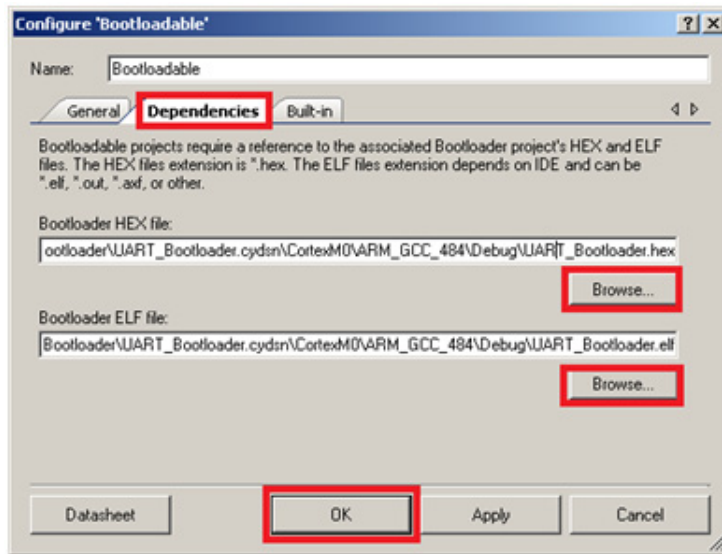 Configure 'Bootloadable'
Name: Bootloadable
General Dependencies Built-in
Bootloadable projects require a reference to the associated Bootloader project's HEX and ELF
files. The HEX files extension is *.hex. The ELF files extension depends on IDE and can be
*.elf, *.out, *.axf, or other.
Bootloader HEX file:
ootloader\UART_Bootloader.cydsn\CortexM0\ARM_GCC_484\Debug\UART_Bootloader.hex
Browse...
Bootloader ELF file:
Bootloader\UART_Bootloader.cydsn\CortexM0\ARM_GCC_484\Debug\UART_Bootloader.elf
Browse...
Datasheet OK Apply Cancel